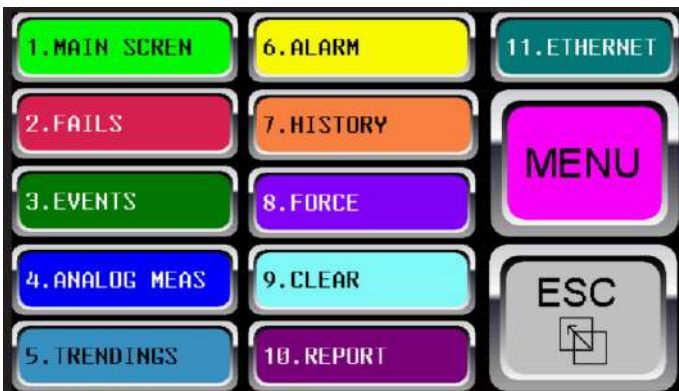 1.MAIN SCREN
2.FAILS
3.EVENTS
4.ANALOG MEAS
5.TRENDINGS
6.ALARM
7.HISTORY
8.FORCE
9.CLEAR
10.REPORT
11.ETHERNET
MENU
ESC